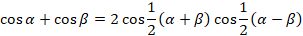 cos α + cos β = 2 cos ½ (α + β) cos ½ (α − β)